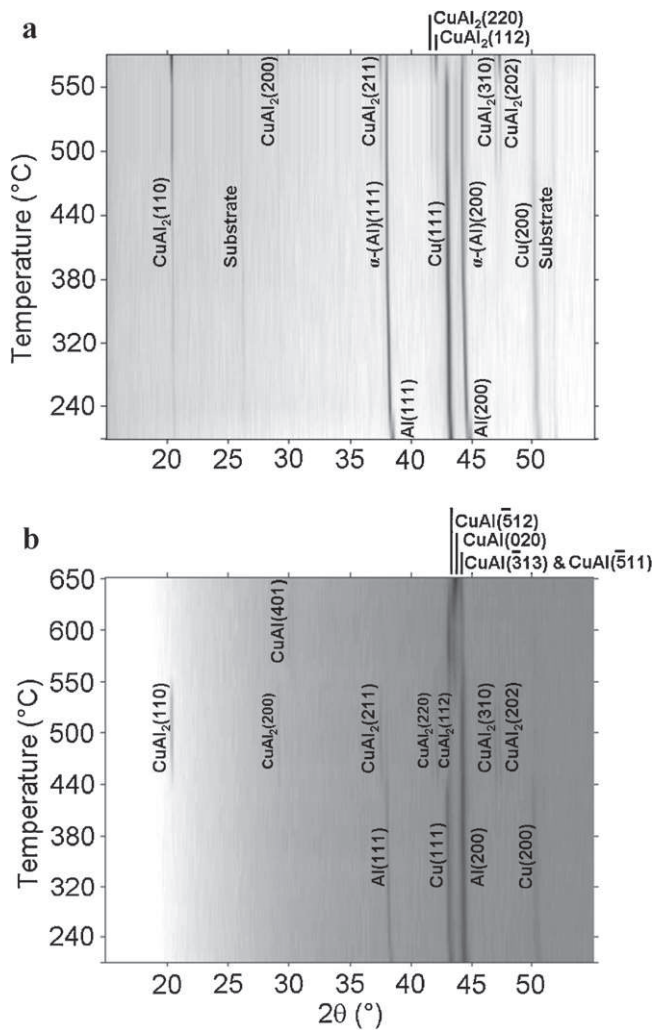 a
CuAl₂(220)
CuAl₂(112)
Temperature (°C)
550
500
440
380
320
240
CuAl₂(110)
Substrate
CuAl₂(200)
CuAl₂(211)
α-(Al)(111)
Al(111)
Cu(111)
α-(Al)(200)
Al(200)
CuAl₂(310)
CuAl₂(202)
Cu(200)
Substrate
20 25 30 35 40 45 50
b
CuAl(5̄12)
CuAl(020)
CuAl(3̄13) & CuAl(5̄11)
Temperature (°C)
650
600
550
500
440
380
320
240
CuAl₂(110)
CuAl(401)
CuAl₂(200)
CuAl₂(211)
Al(111)
CuAl₂(220)
CuAl₂(112)
Cu(111)
Al(200)
CuAl₂(310)
CuAl₂(202)
Cu(200)
20 25 30 35 40 45 50
2θ (°)